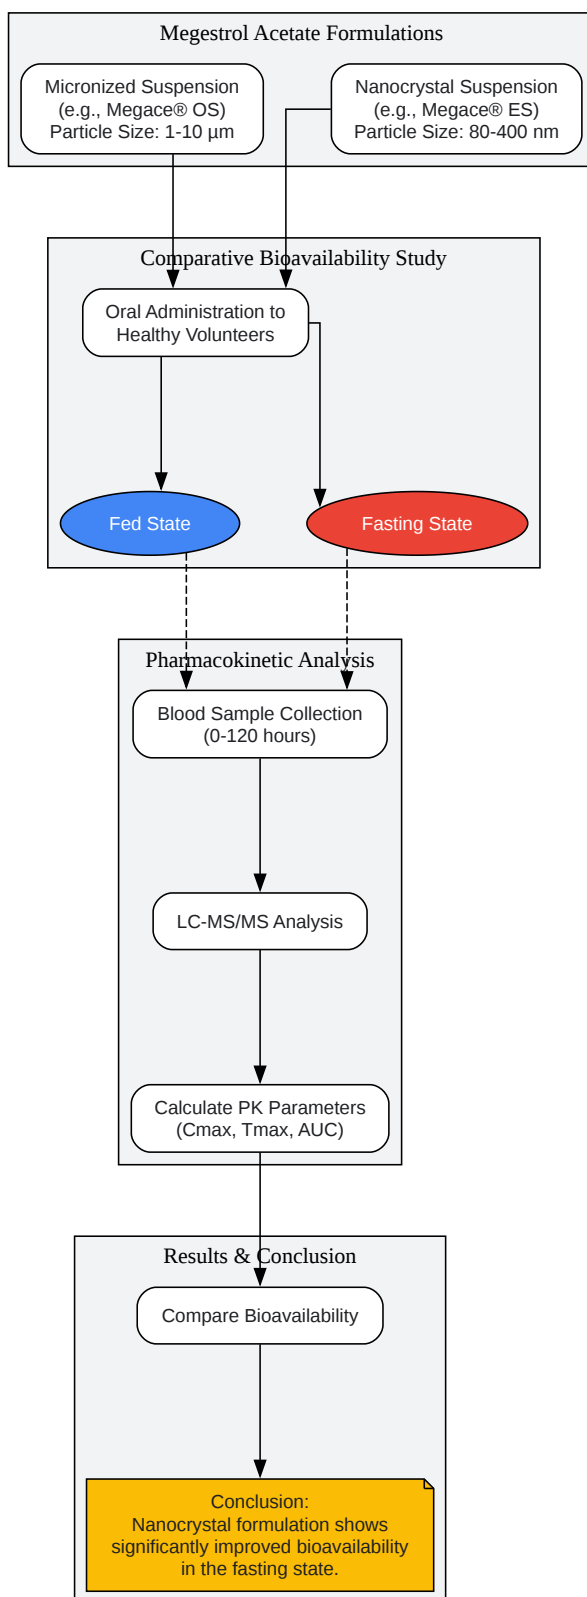 Megestrol Acetate Formulations
Micronized Suspension
(e.g., Megace® OS)
Particle Size: 1-10 µm
Nanocrystal Suspension
(e.g., Megace® ES)
Particle Size: 80-400 nm
Comparative Bioavailability Study
Oral Administration to
Healthy Volunteers
Fed State
Fasting State
Pharmacokinetic Analysis
Blood Sample Collection
(0-120 hours)
LC-MS/MS Analysis
Calculate PK Parameters
(Cmax, Tmax, AUC)
Results & Conclusion
Compare Bioavailability
Conclusion:
Nanocrystal formulation shows
significantly improved bioavailability
in the fasting state.